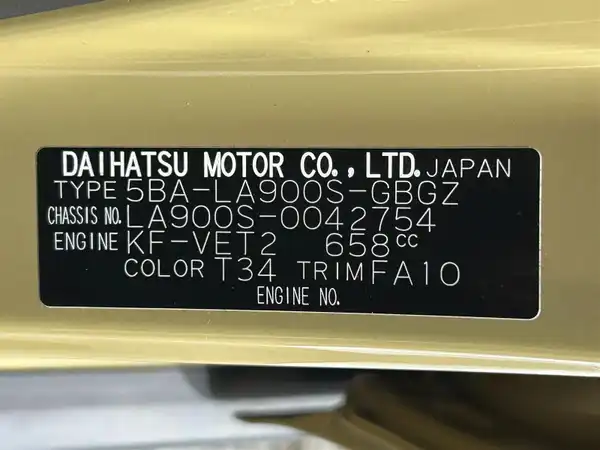 DAIHATSU MOTOR CO., LTD. JAPAN
TYPE 5BA-LA900S-GBGZ
CHASSIS NO. LA900S-0042754
ENGINE KF-VET2 658cc
COLOR T34 TRIM FA10
ENGINE NO.